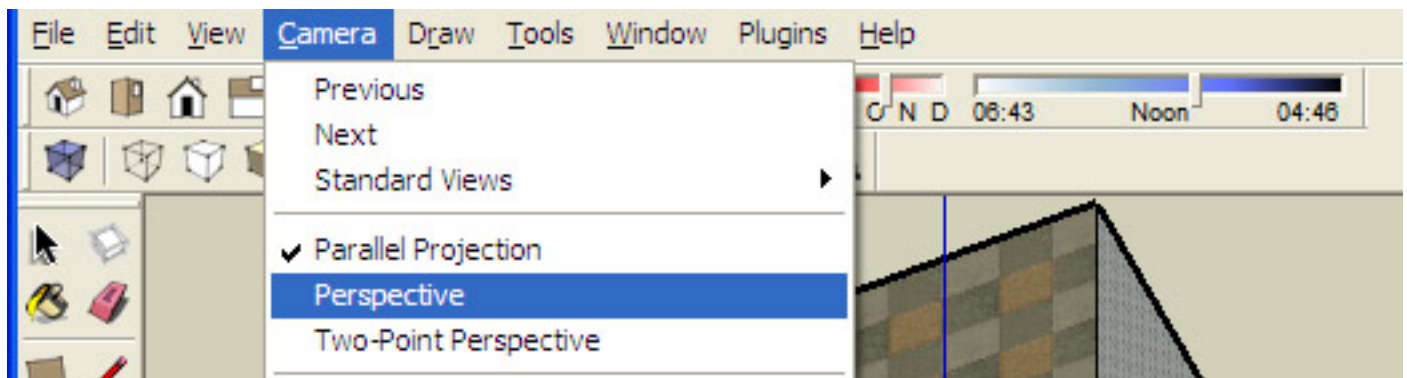 File Edit View Camera Draw Tools Window Plugins Help
Previous
O N D 06:43 Noon 04:46
Next
Standard Views
Parallel Projection
Perspective
Two-Point Perspective